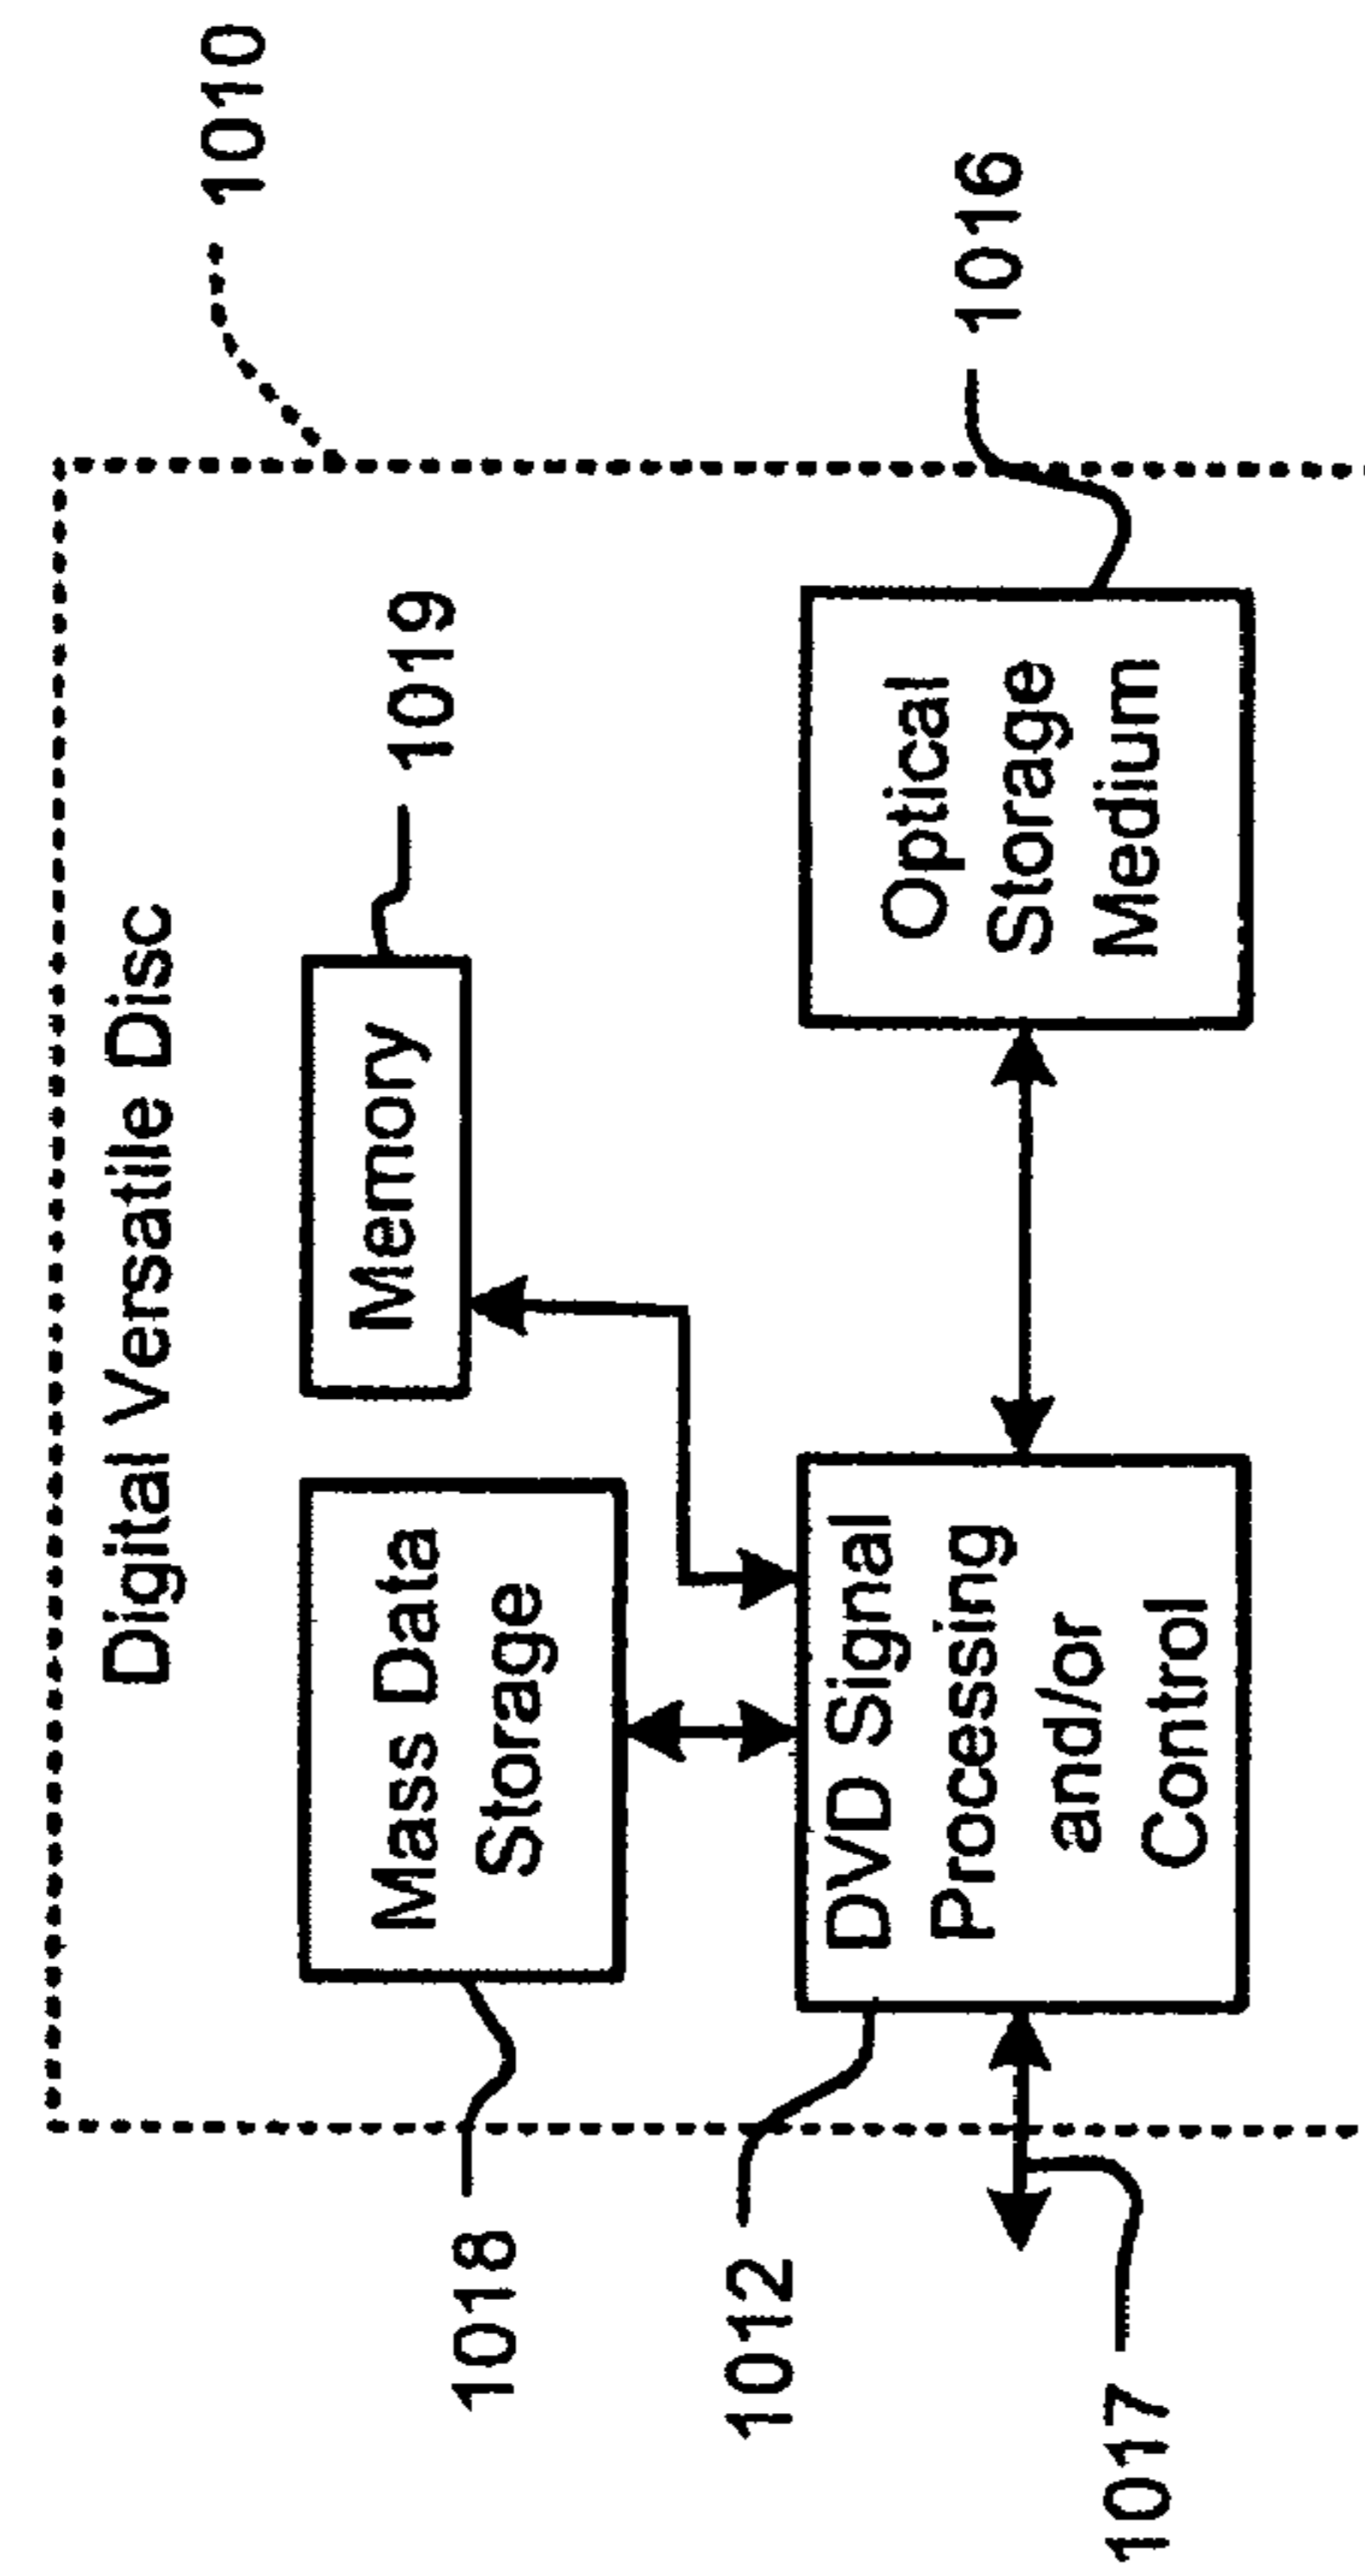 1010
Digital Versatile Disc
1018
Mass Data
Storage
Memory
1019
1012
DVD Signal
Processing
and/or
Control
Optical
Storage
Medium
1016
1017